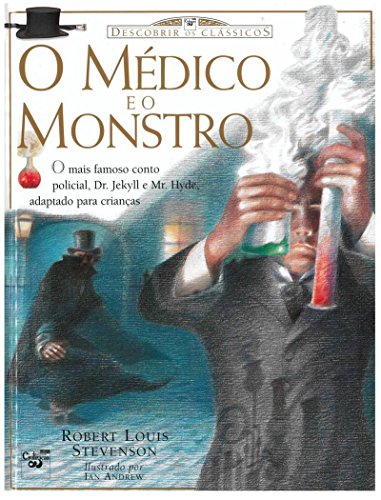 DESCOBRIR OS CLÁSSICOS
O MÉDICO
E O
MONSTRO
O mais famoso conto
policial, Dr. Jekyll e Mr. Hyde,
adaptado para crianças
ROBERT LOUIS
STEVENSON
Ilustrado por
IAN ANDREW